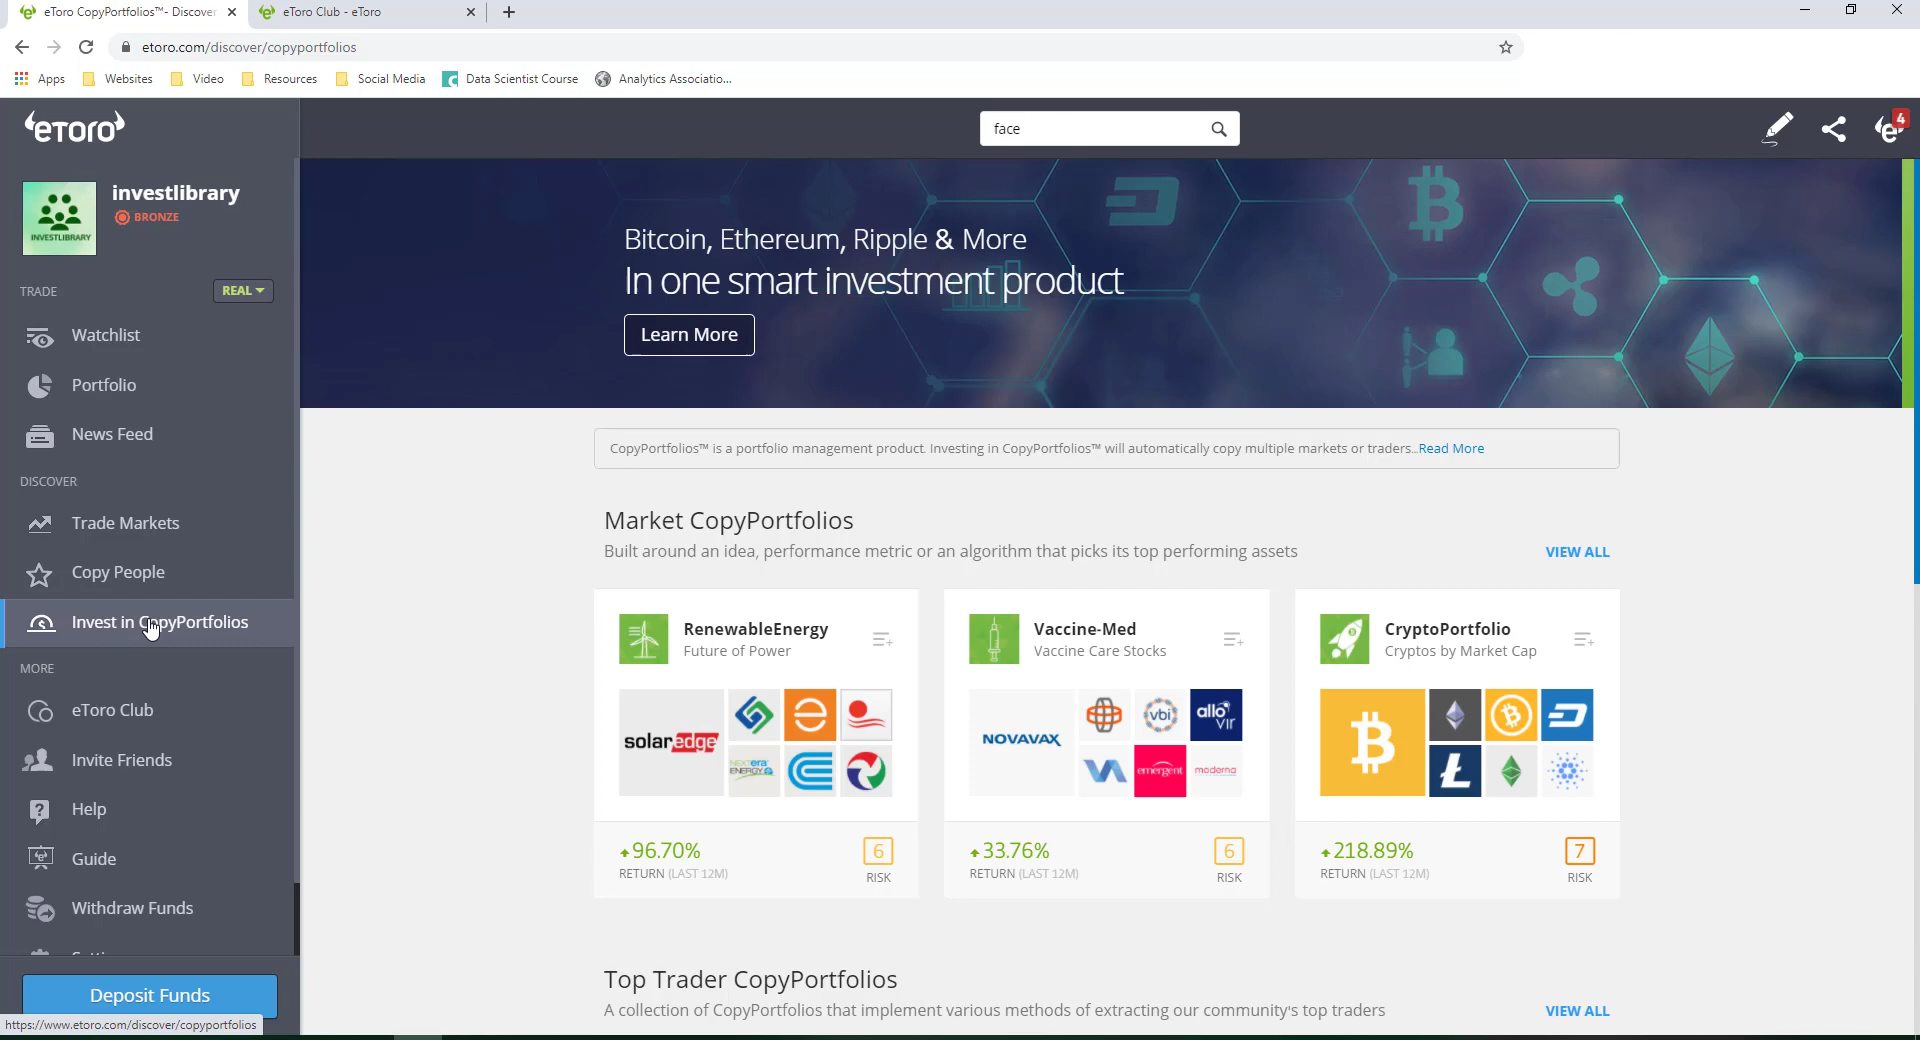 eToro CopyPortfolios™- Discover
eToro Club - eToro
etoro.com/discover/copyportfolios
Apps
Websites
Video
Resources
Social Media
Data Scientist Course
Analytics Associatio...
eTORO
face
4
INVESTLIBRARY
investlibrary
BRONZE
TRADE
REAL
Watchlist
Portfolio
News Feed
DISCOVER
Trade Markets
Copy People
Invest in CopyPortfolios
MORE
eToro Club
Invite Friends
Help
Guide
Withdraw Funds
Deposit Funds
https://www.etoro.com/discover/copyportfolios
Bitcoin, Ethereum, Ripple & More
In one smart investment product
Learn More
CopyPortfolios™ is a portfolio management product. Investing in CopyPortfolios™ will automatically copy multiple markets or traders...Read More
Market CopyPortfolios
Built around an idea, performance metric or an algorithm that picks its top performing assets
VIEW ALL
RenewableEnergy
Future of Power
solaredge
NEXTERA
ENERGY
96.70%
RETURN (LAST 12M)
6
RISK
Vaccine-Med
Vaccine Care Stocks
NOVAVAX
vbi
allo
vir
emergent
moderna
33.76%
RETURN (LAST 12M)
6
RISK
CryptoPortfolio
Cryptos by Market Cap
218.89%
RETURN (LAST 12M)
7
RISK
Top Trader CopyPortfolios
A collection of CopyPortfolios that implement various methods of extracting our community's top traders
VIEW ALL